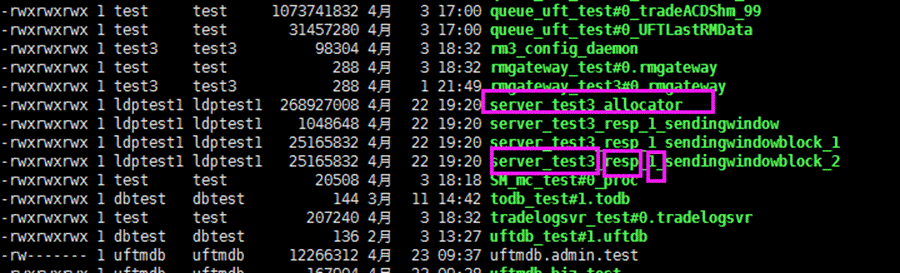 -rwxrwxrwx 1 test test 1073741832 4月 3 17:00 queue_uft_test#0_tradeACDShm_99
-rwxrwxrwx 1 test test 31457280 4月 3 17:00 queue_uft_test#0_UFTLastRMData
-rwxrwxrwx 1 test3 test3 98304 4月 3 18:32 rm3_config_daemon
-rwxrwxrwx 1 test test 288 4月 3 18:32 rmgateway_test#0.rmgateway
-rwxrwxrwx 1 test3 test3 288 4月 1 21:49 rmgateway_test3#0.rmgateway
-rwxrwxrwx 1 ldptest1 ldptest1 268927008 4月 22 19:20 server_test3_allocator
-rwxrwxrwx 1 ldptest1 ldptest1 1048648 4月 22 19:20 server_test3_resp_1_sendingwindow
-rwxrwxrwx 1 ldptest1 ldptest1 25165832 4月 22 19:20 server_test3_resp_1_sendingwindowblock_1
-rwxrwxrwx 1 ldptest1 ldptest1 25165832 4月 22 19:20 server_test3_resp_1_sendingwindowblock_2
-rwxrwxrwx 1 test test 20508 4月 3 18:18 SM_mc_test#0_proc
-rwxrwxrwx 1 dbtest dbtest 144 3月 11 14:42 todb_test#1.todb
-rwxrwxrwx 1 test test 207240 4月 3 18:32 tradelogsvr_test#0.tradelogsvr
-rwxrwxrwx 1 dbtest dbtest 136 2月 3 13:27 uftdb_test#1.uftdb
-rw------- 1 uftmdb uftmdb 12266312 4月 23 09:37 uftmdb.admin.test